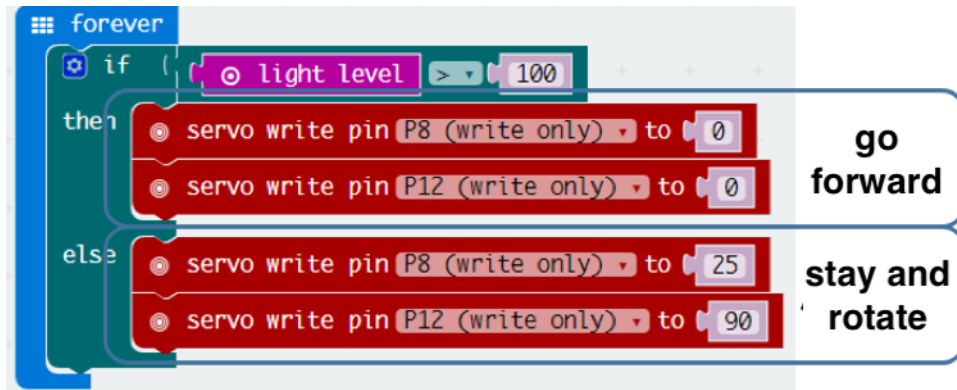 forever
if light level > 100
then
servo write pin P8 (write only) to 0
servo write pin P12 (write only) to 0
go
forward
else
servo write pin P8 (write only) to 25
servo write pin P12 (write only) to 90
stay and
rotate